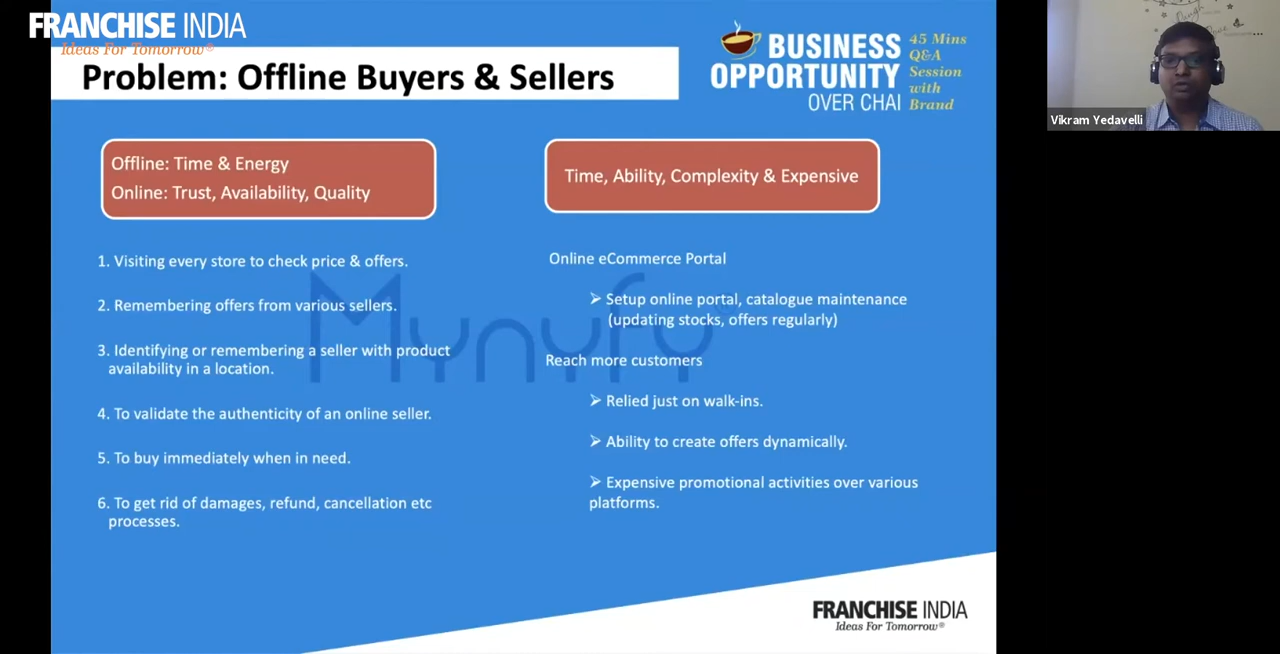 FRANCHISE INDIA
Ideas For Tomorrow®
Problem: Offline Buyers & Sellers
BUSINESS
OPPORTUNITY
OVER CHAI
45 Mins
Q&A
Session
with
Brand
Vikram Yedavelli
Offline: Time & Energy
Online: Trust, Availability, Quality
1. Visiting every store to check price & offers.
2. Remembering offers from various sellers.
3. Identifying or remembering a seller with product
availability in a location.
4. To validate the authenticity of an online seller.
5. To buy immediately when in need.
6. To get rid of damages, refund, cancellation etc
processes.
Time, Ability, Complexity & Expensive
Online eCommerce Portal
➢ Setup online portal, catalogue maintenance
(updating stocks, offers regularly)
Reach more customers
➢ Relied just on walk-ins.
➢ Ability to create offers dynamically.
➢ Expensive promotional activities over various
platforms.
Mynyfy
FRANCHISE INDIA
Ideas For Tomorrow®